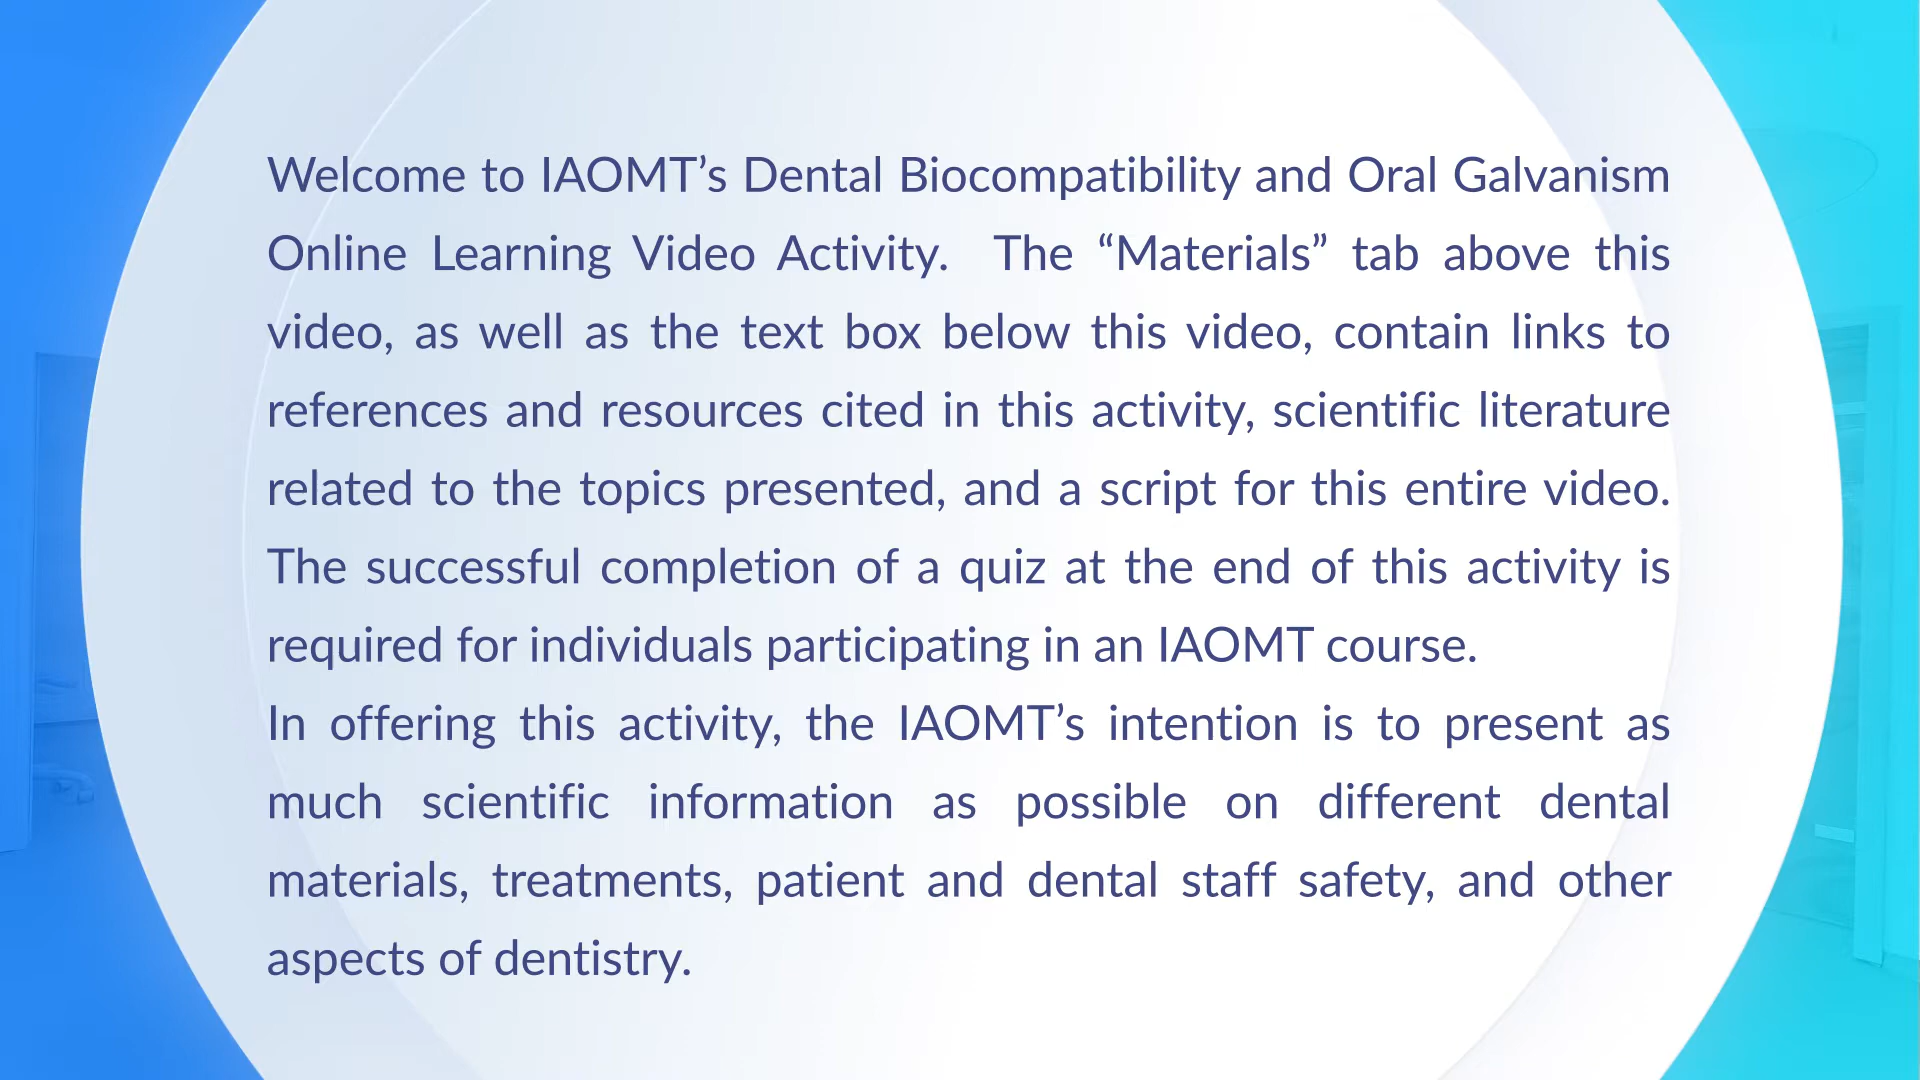 Welcome to IAOMT’s Dental Biocompatibility and Oral Galvanism
Online Learning Video Activity.  The “Materials” tab above this
video, as well as the text box below this video, contain links to
references and resources cited in this activity, scientific literature
related to the topics presented, and a script for this entire video.
The successful completion of a quiz at the end of this activity is
required for individuals participating in an IAOMT course.
In offering this activity, the IAOMT’s intention is to present as
much scientific information as possible on different dental
materials, treatments, patient and dental staff safety, and other
aspects of dentistry.